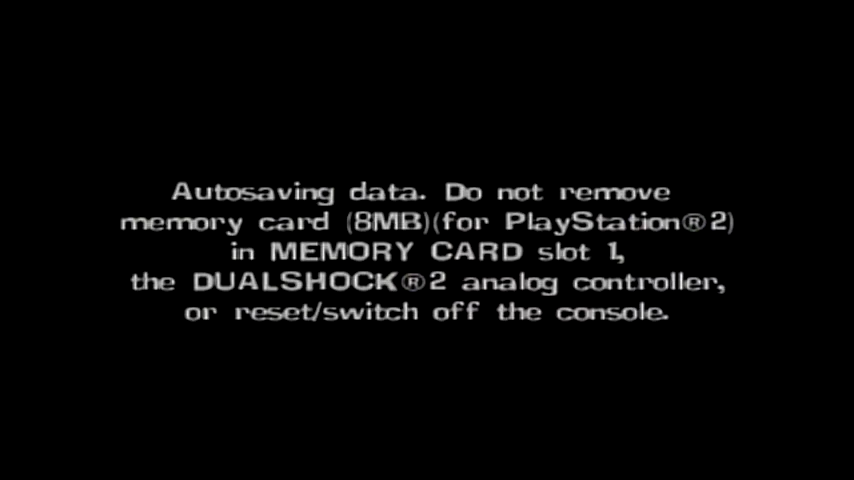 Autosaving data. Do not remove
memory card (8MB)(for PlayStation®2)
in MEMORY CARD slot 1,
the DUALSHOCK®2 analog controller,
or reset/switch off the console.